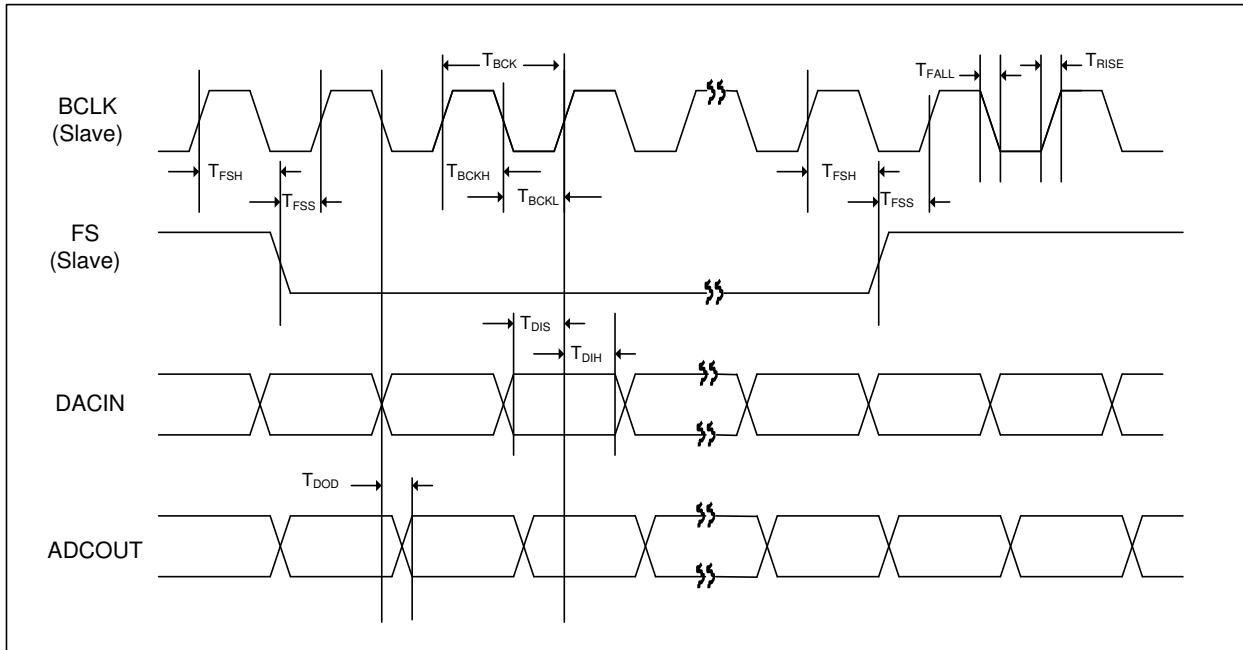 TBCK
TFALL
TRISE
BCLK
(Slave)
TFSH
TBCKH
TFSH
TFSS
TBCKL
TFSS
FS
(Slave)
TDIS
TDIH
DACIN
TDOD
ADCOUT